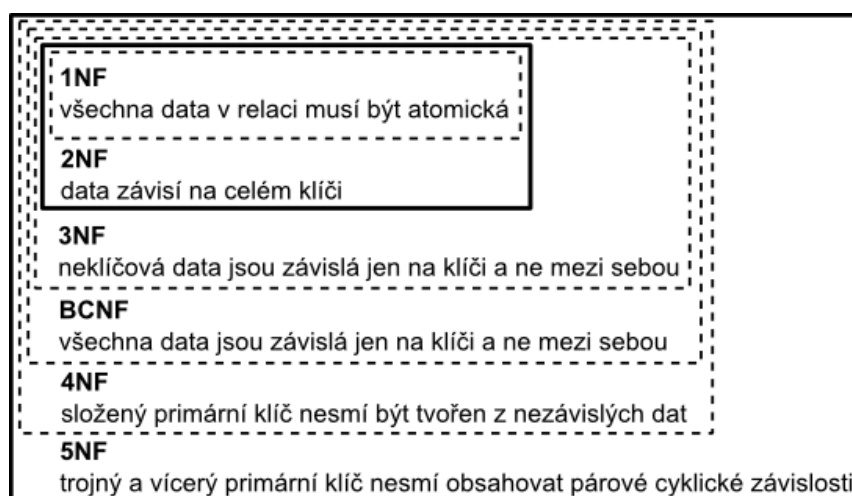 1NF
všechna data v relaci musí být atomická
2NF
data závisí na celém klíči
3NF
neklíčová data jsou závislá jen na klíči a ne mezi sebou
BCNF
všechna data jsou závislá jen na klíči a ne mezi sebou
4NF
složený primární klíč nesmí být tvořen z nezávislých dat
5NF
trojný a vícerý primární klíč nesmí obsahovat párové cyklické závislosti